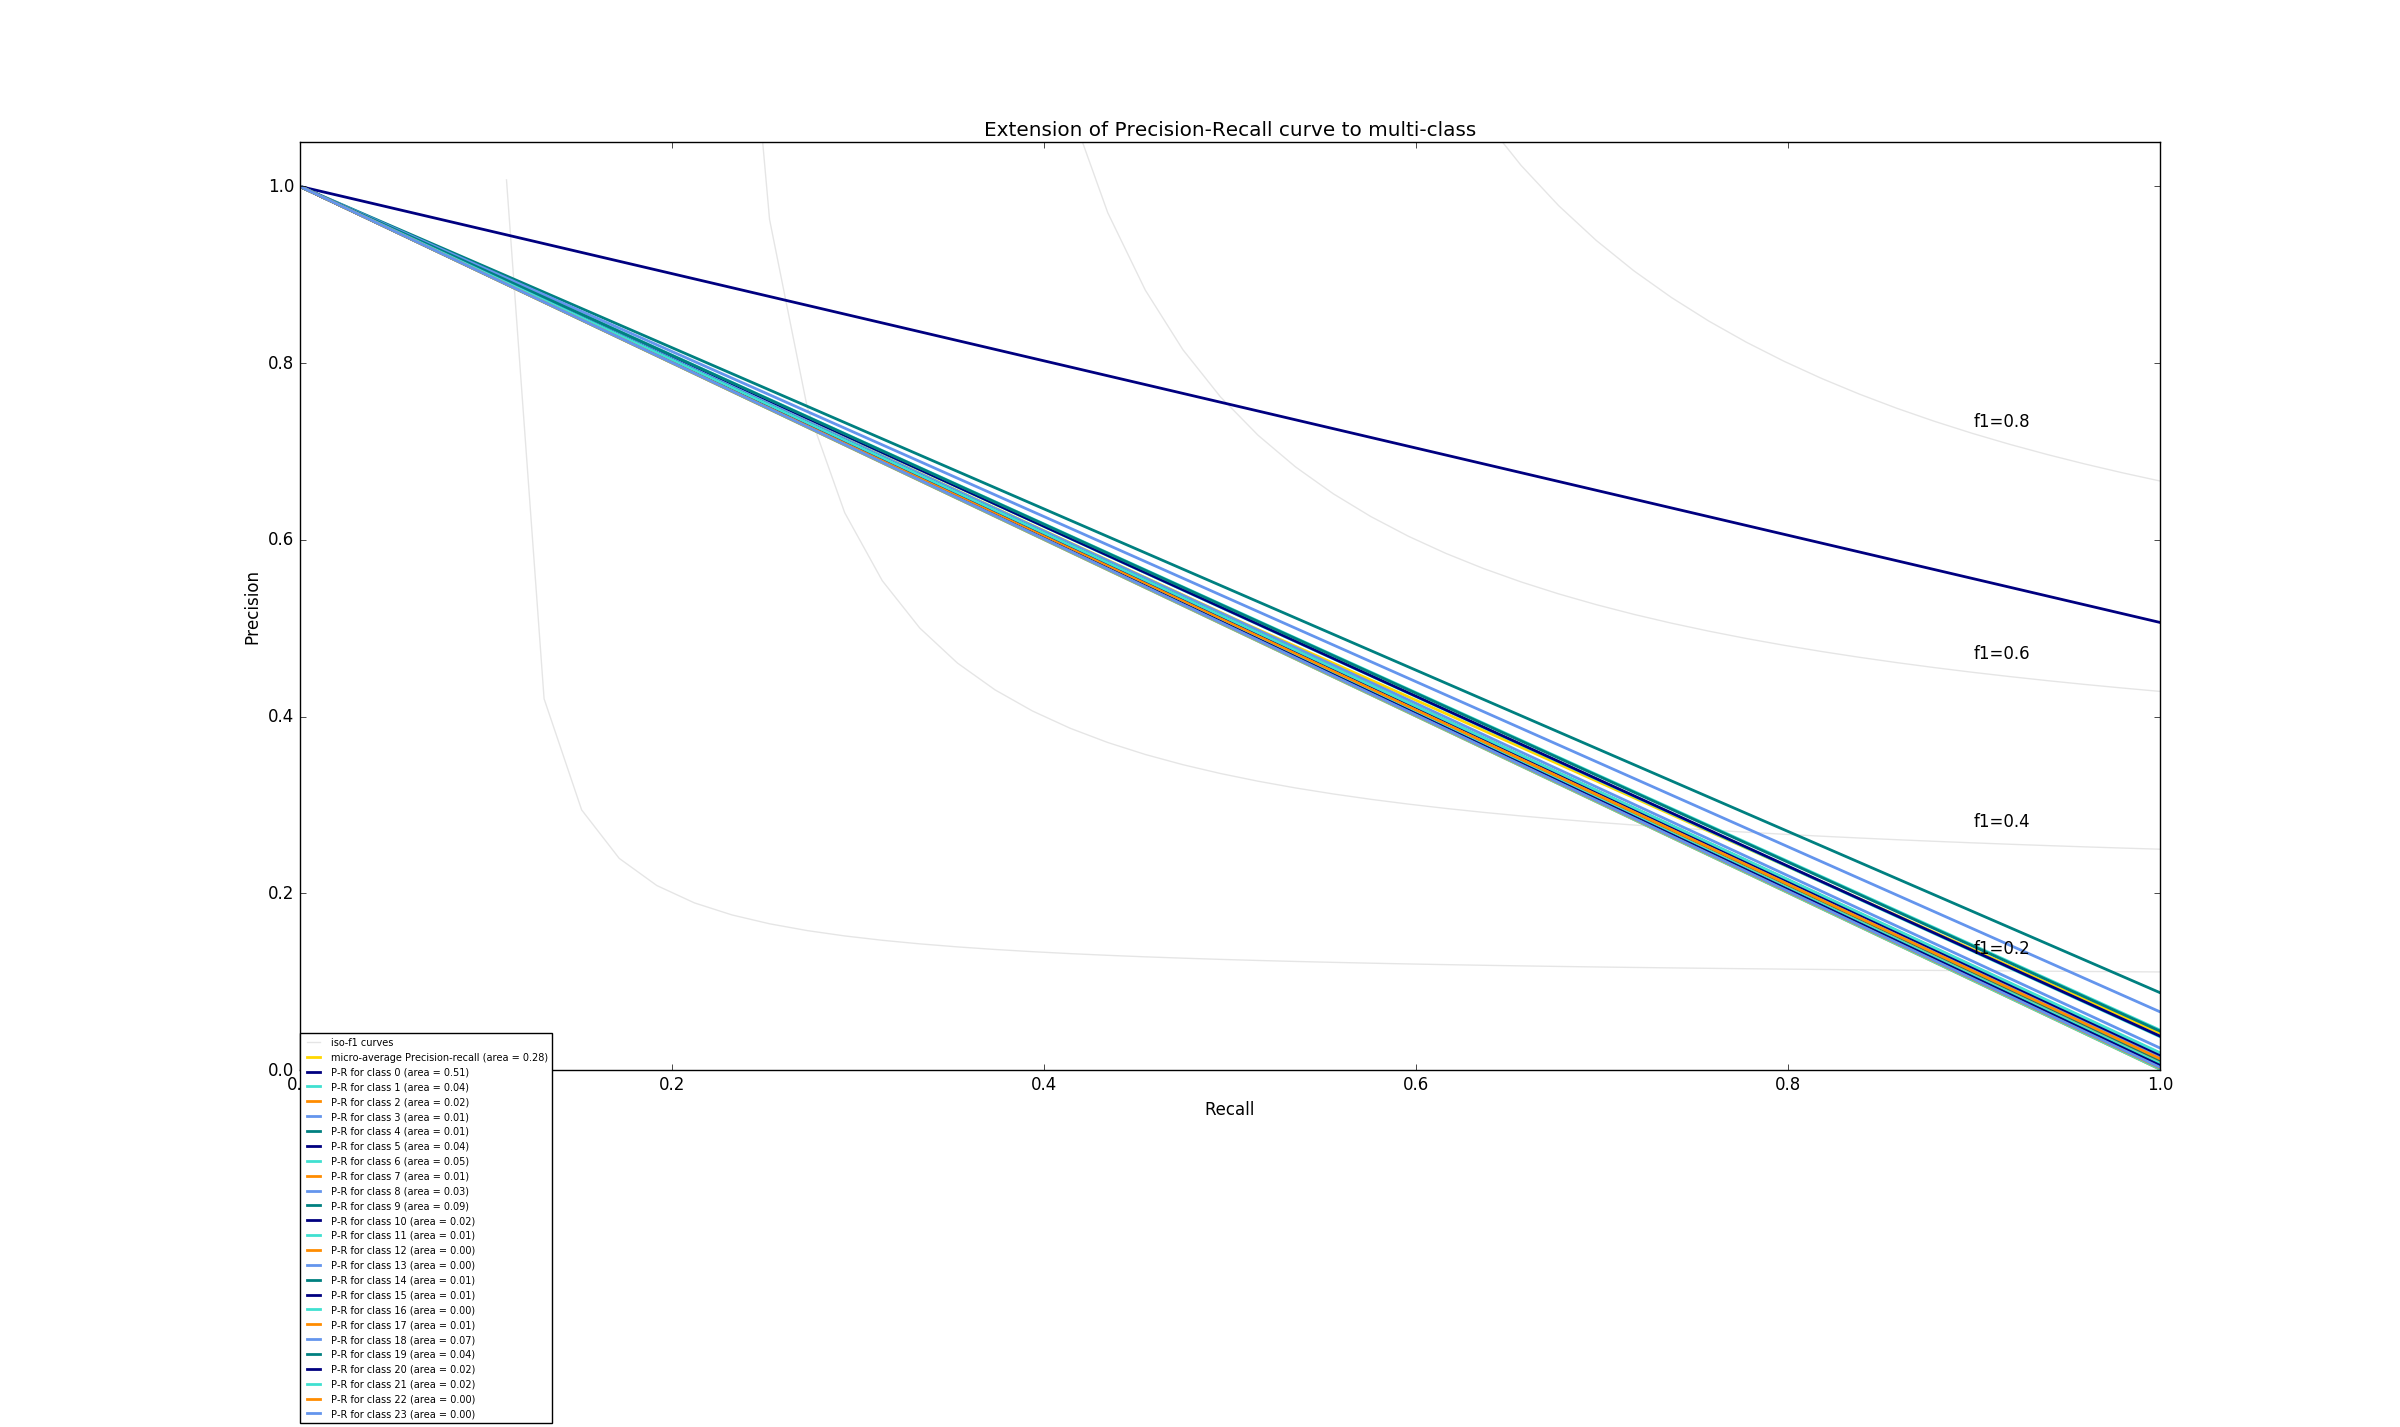 Extension of Precision-Recall curve to multi-class
1.0
0.8
0.6
0.4
0.2
0.0
Precision
f1=0.8
f1=0.6
f1=0.4
f1=0.2
0.
0.2
0.4
0.6
0.8
1.0
Recall
iso-f1 curves
micro-average Precision-recall (area = 0.28)
P-R for class 0 (area = 0.51)
P-R for class 1 (area = 0.04)
P-R for class 2 (area = 0.02)
P-R for class 3 (area = 0.01)
P-R for class 4 (area = 0.01)
P-R for class 5 (area = 0.04)
P-R for class 6 (area = 0.05)
P-R for class 7 (area = 0.01)
P-R for class 8 (area = 0.03)
P-R for class 9 (area = 0.09)
P-R for class 10 (area = 0.02)
P-R for class 11 (area = 0.01)
P-R for class 12 (area = 0.00)
P-R for class 13 (area = 0.00)
P-R for class 14 (area = 0.01)
P-R for class 15 (area = 0.01)
P-R for class 16 (area = 0.00)
P-R for class 17 (area = 0.01)
P-R for class 18 (area = 0.07)
P-R for class 19 (area = 0.04)
P-R for class 20 (area = 0.02)
P-R for class 21 (area = 0.02)
P-R for class 22 (area = 0.00)
P-R for class 23 (area = 0.00)